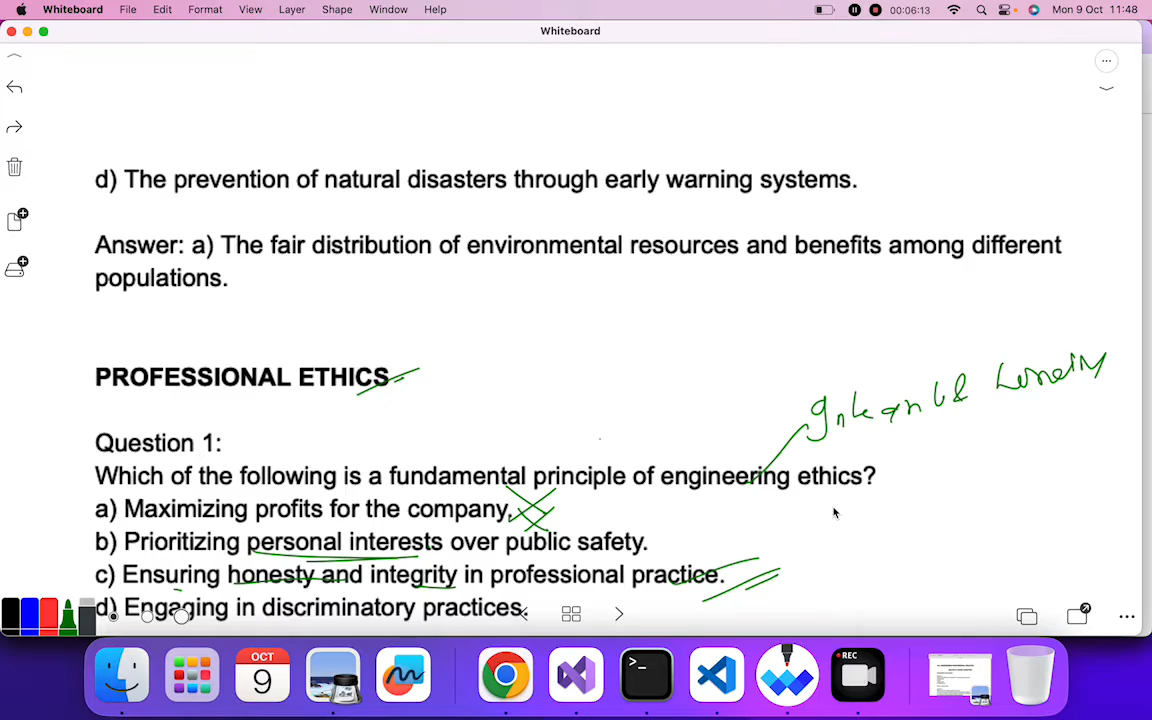 Whiteboard File Edit Format View Layer Shape Window Help 00:06:13 Mon 9 Oct 11:48
Whiteboard
d) The prevention of natural disasters through early warning systems.
Answer: a) The fair distribution of environmental resources and benefits among different
populations.
PROFESSIONAL ETHICS
honesty
Question 1:
Which of the following is a fundamental principle of engineering ethics?
a) Maximizing profits for the company.
b) Prioritizing personal interests over public safety.
c) Ensuring honesty and integrity in professional practice.
d) Engaging in discriminatory practices.
OCT
9
>_
REC